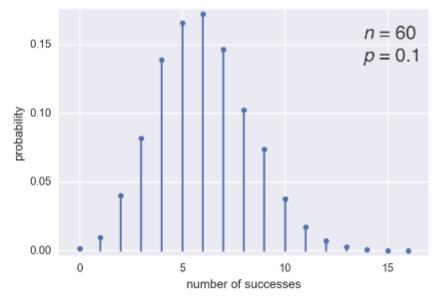 n = 60
p = 0.1
0.15
0.10
0.05
0.00
probability
0
5
10
15
number of successes